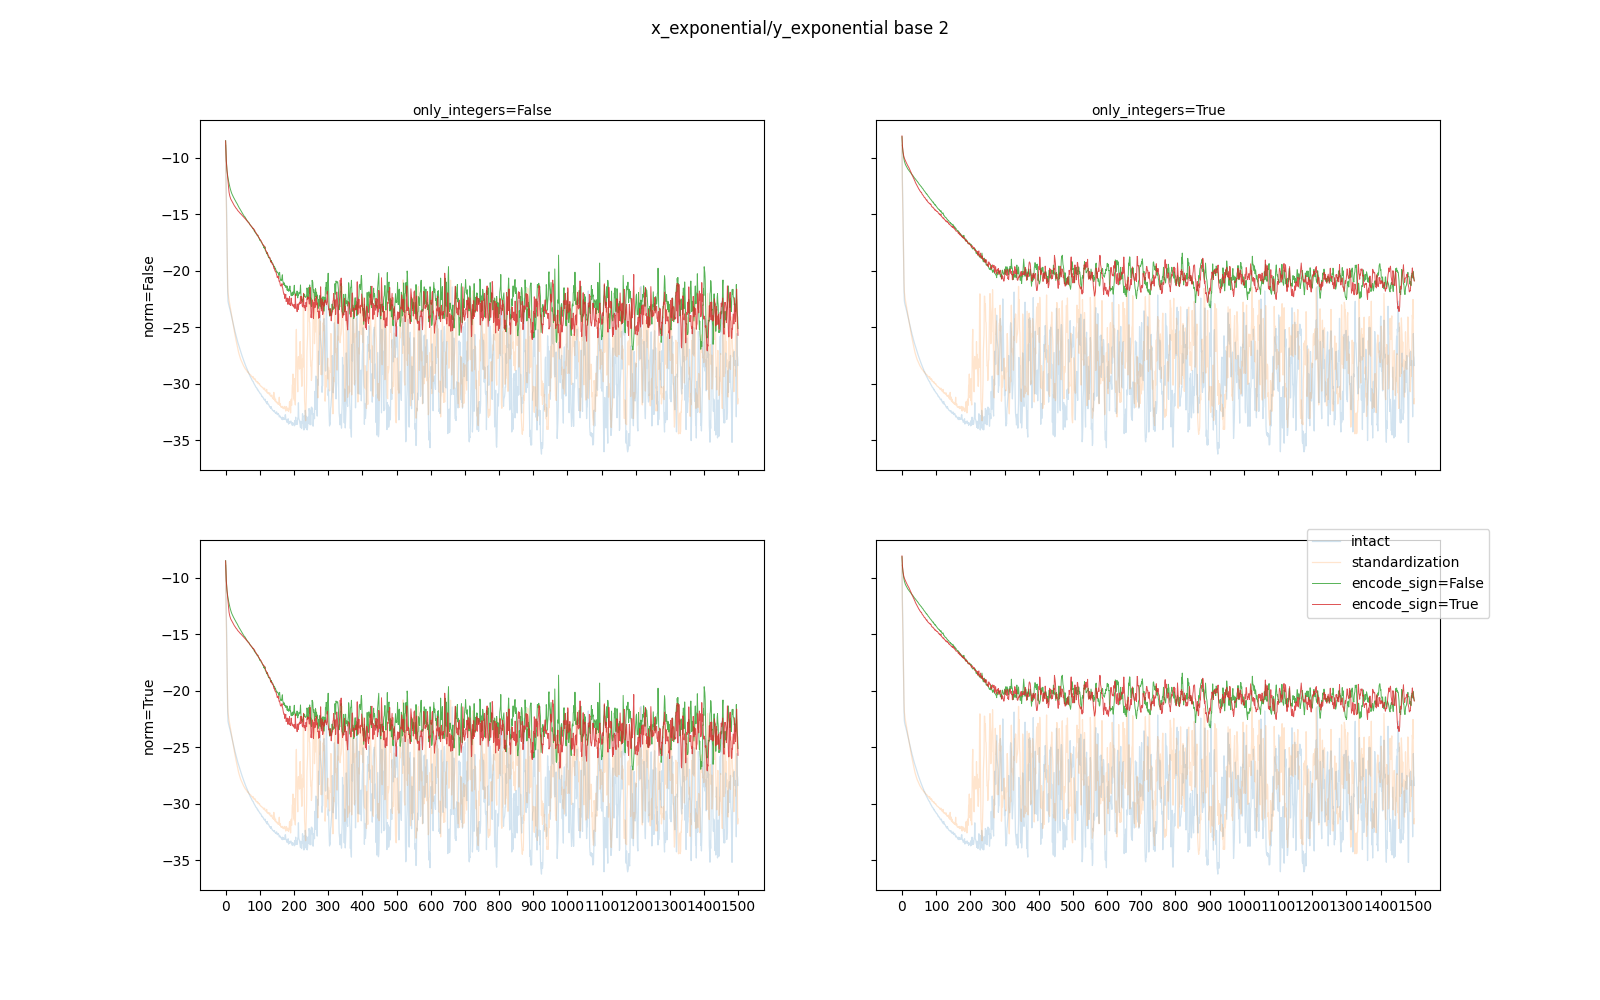 x_exponential/y_exponential base 2
only_integers=False
only_integers=True
norm=False
−10
−15
−20
−25
−30
−35
norm=True
−10
−15
−20
−25
−30
−35
0 100 200 300 400 500 600 700 800 900 1000 1100 1200 1300 1400 1500
intact
standardization
encode_sign=False
encode_sign=True
0 100 200 300 400 500 600 700 800 900 1000 1100 1200 1300 1400 1500